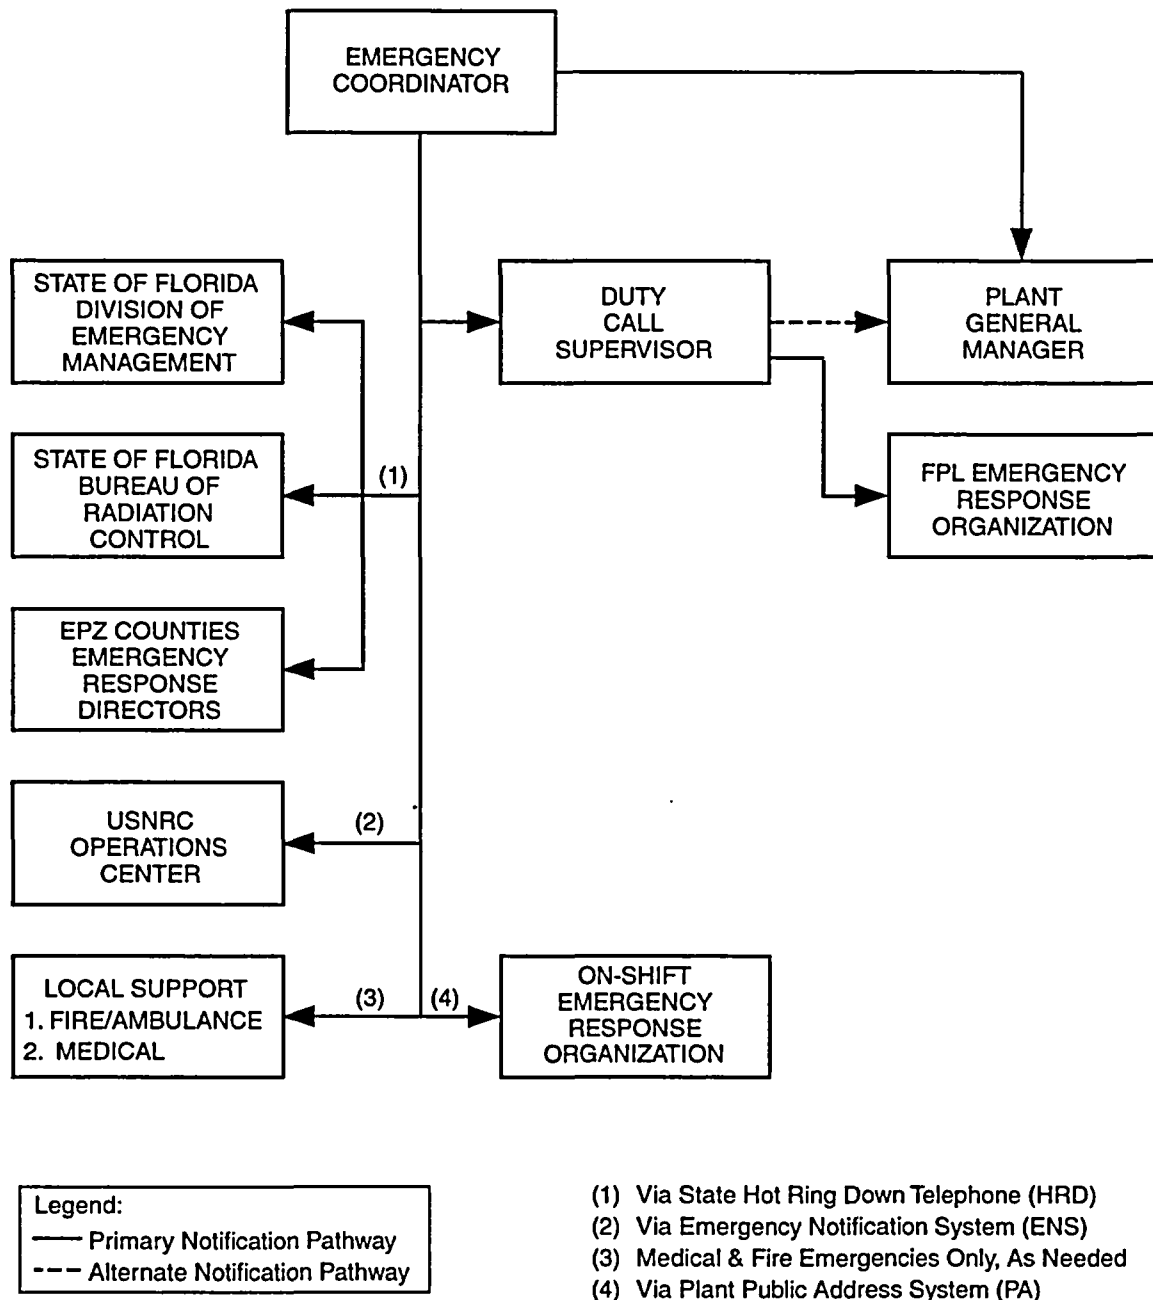 EMERGENCY
COORDINATOR
STATE OF FLORIDA
DIVISION OF
EMERGENCY
MANAGEMENT
DUTY
CALL
SUPERVISOR
PLANT
GENERAL
MANAGER
STATE OF FLORIDA
BUREAU OF
RADIATION
CONTROL
(1)
FPL EMERGENCY
RESPONSE
ORGANIZATION
EPZ COUNTIES
EMERGENCY
RESPONSE
DIRECTORS
USNRC
OPERATIONS
CENTER
(2)
LOCAL SUPPORT
1. FIRE/AMBULANCE
2. MEDICAL
(3)
(4)
ON-SHIFT
EMERGENCY
RESPONSE
ORGANIZATION
Legend:
Primary Notification Pathway
Alternate Notification Pathway
(1) Via State Hot Ring Down Telephone (HRD)
(2) Via Emergency Notification System (ENS)
(3) Medical & Fire Emergencies Only, As Needed
(4) Via Plant Public Address System (PA)